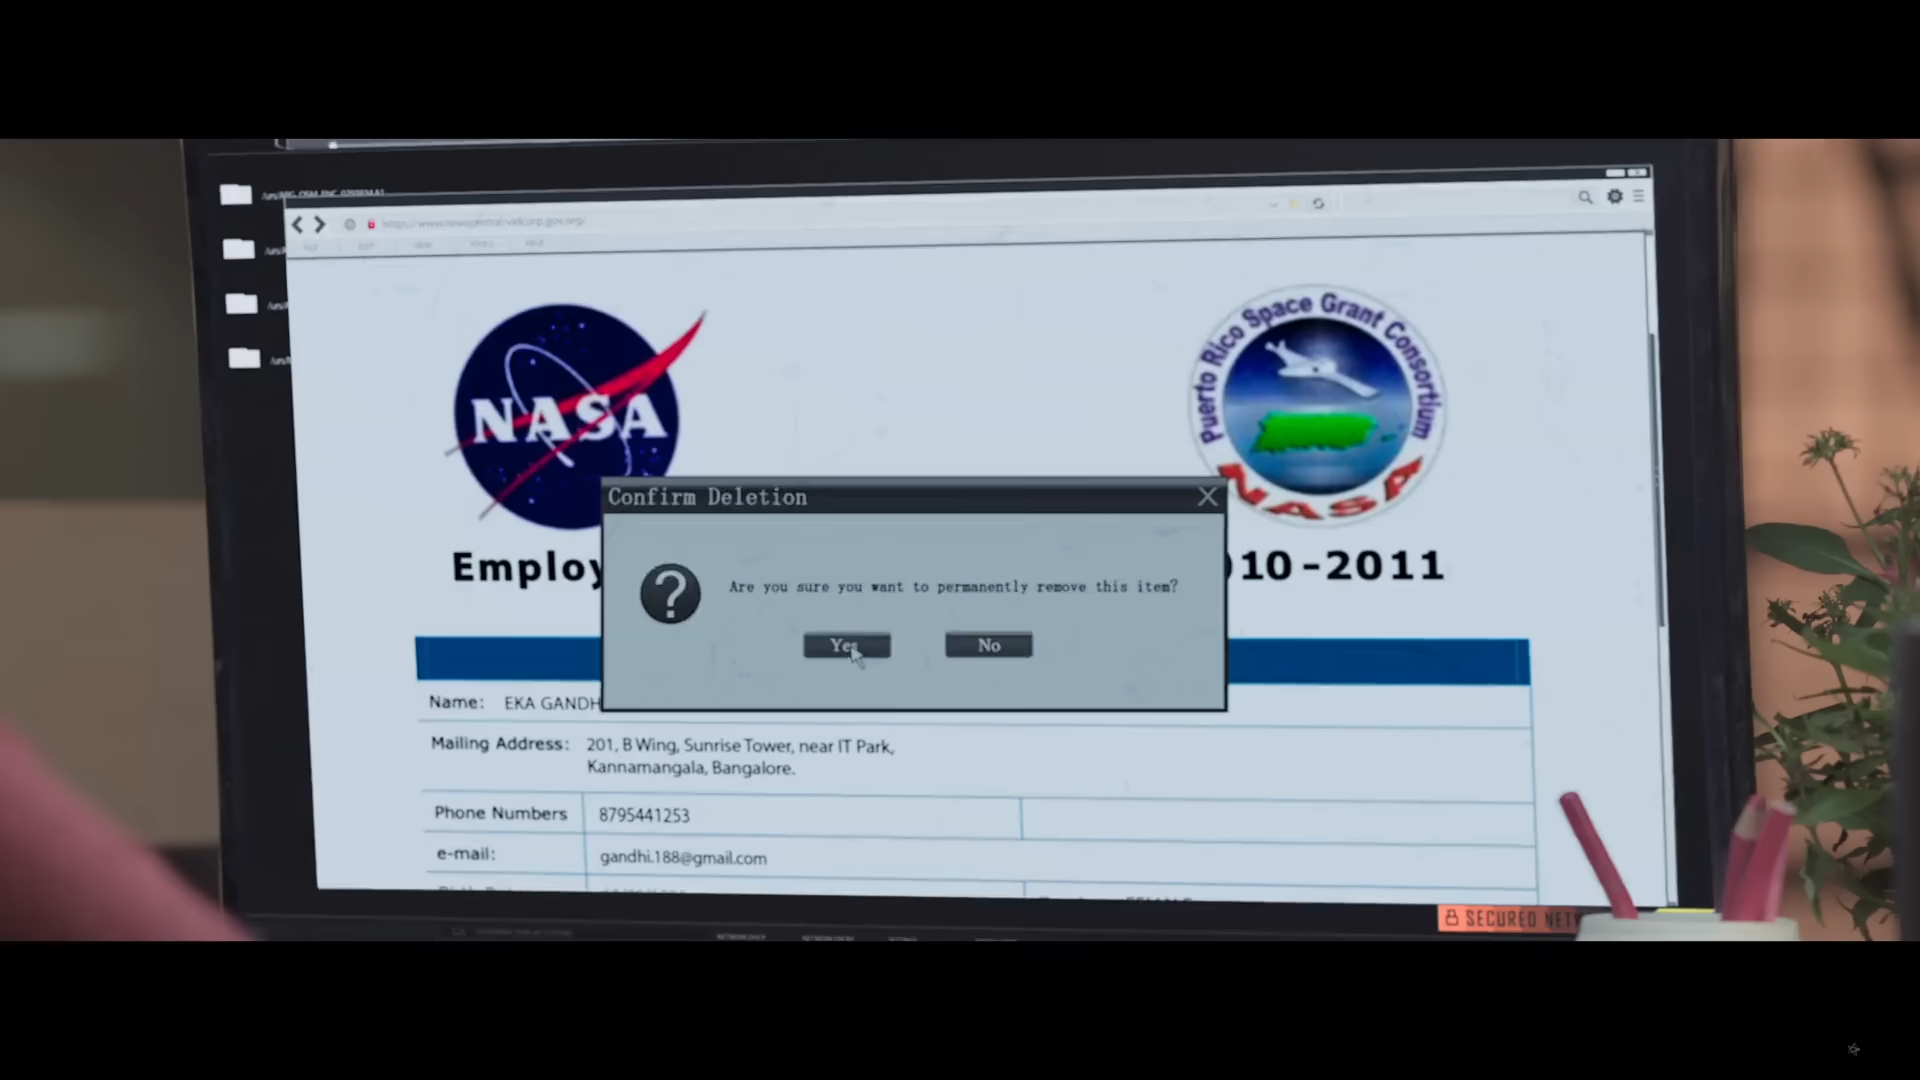 NASA
Puerto Rico Space Grant Consortium
NASA
Confirm Deletion
Are you sure you want to permanently remove this item?
Yes
No
10-2011
Name: EKA GANDH
Mailing Address: 201, B Wing, Sunrise Tower, near IT Park,
Kannamangala, Bangalore.
Phone Numbers 8795441253
e-mail: gandhi.188@gmail.com
SECURED